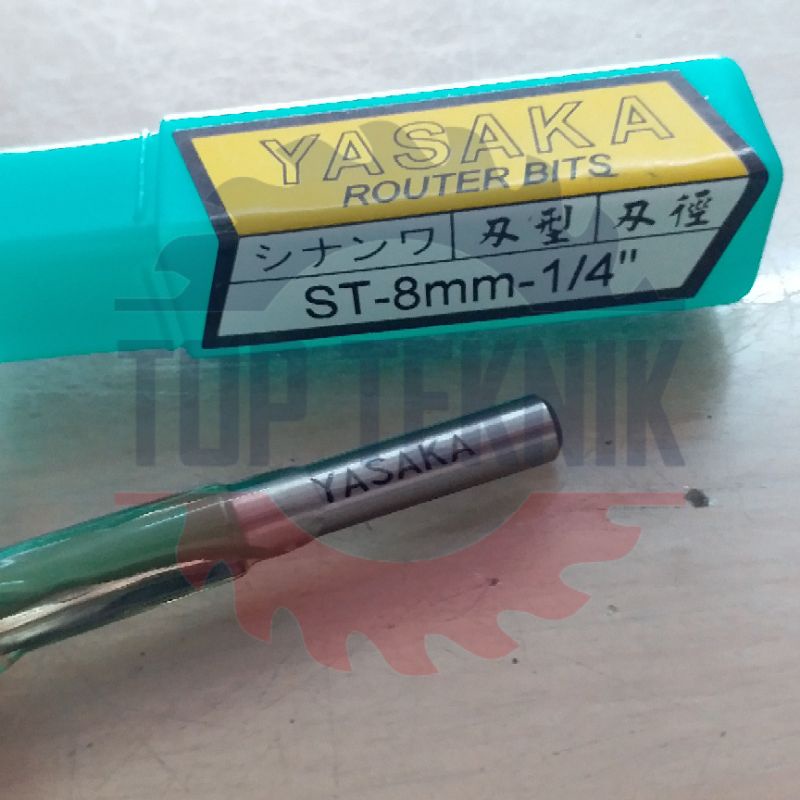 YASAKA
ROUTER BITS
シナンワ 刄型 刄徑
ST-8mm-1/4"
TOP TEKNIK
YASAKA